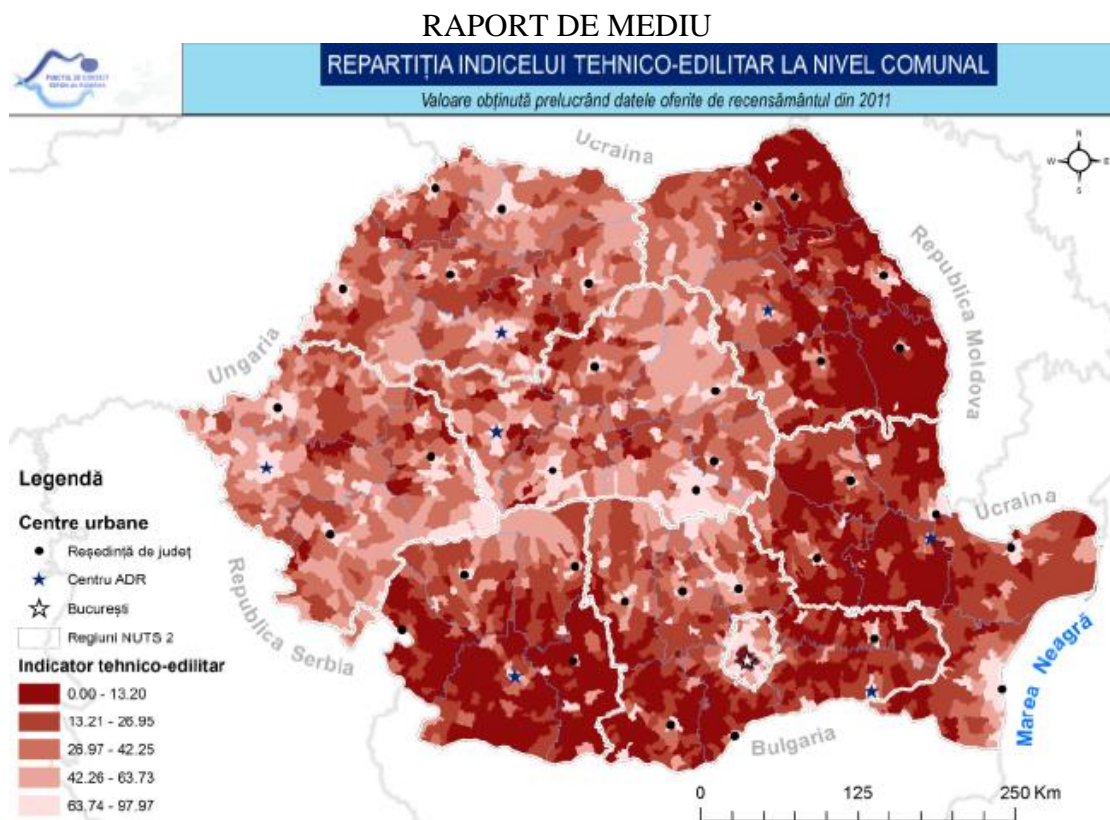 RAPORT DE MEDIU
REPARTIȚIA INDICELUI TEHNICO-EDILITAR LA NIVEL COMUNAL
Valoare obținută prelucrând datele oferite de recensământul din 2011
PUNCTUL DE CONTACT
Ucraina
N
W
E
S
Republica Moldova
Ungaria
Legendă
Centre urbane
Reședință de județ
Centru ADR
București
Regiuni NUTS 2
Indicator tehnico-edilitar
0.00 - 13.20
13.21 - 26.95
26.97 - 42.25
42.26 - 63.73
63.74 - 97.97
Ucraina
Republica Serbia
Marea Neagră
Bulgaria
0
125
250 Km